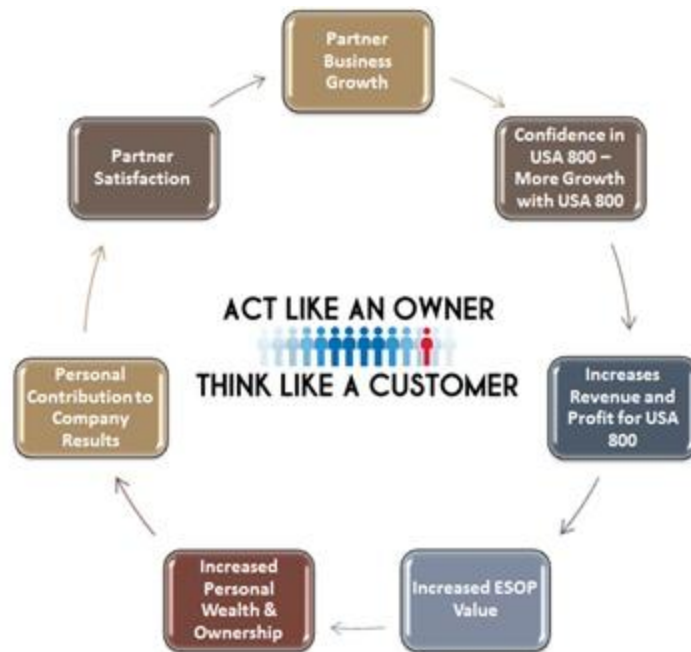 Partner
Business
Growth
Confidence in
USA 800 –
More Growth
with USA 800
Increases
Revenue and
Profit for USA
800
Increased ESOP
Value
Increased
Personal
Wealth &
Ownership
Personal
Contribution to
Company
Results
Partner
Satisfaction
ACT LIKE AN OWNER
THINK LIKE A CUSTOMER